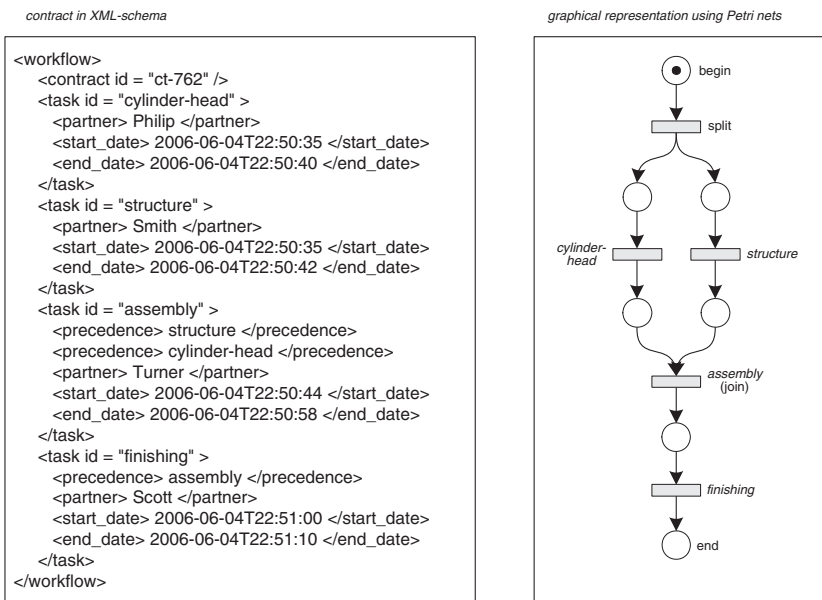 contract in XML-schema
<workflow>
<contract id = "ct-762" />
<task id = "cylinder-head" >
<partner> Philip </partner>
<start_date> 2006-06-04T22:50:35 </start_date>
<end_date> 2006-06-04T22:50:40 </end_date>
</task>
<task id = "structure" >
<partner> Smith </partner>
<start_date> 2006-06-04T22:50:35 </start_date>
<end_date> 2006-06-04T22:50:42 </end_date>
</task>
<task id = "assembly" >
<precedence> structure </precedence>
<precedence> cylinder-head </precedence>
<partner> Turner </partner>
<start_date> 2006-06-04T22:50:44 </start_date>
<end_date> 2006-06-04T22:50:58 </end_date>
</task>
<task id = "finishing" >
<precedence> assembly </precedence>
<partner> Scott </partner>
<start_date> 2006-06-04T22:51:00 </start_date>
<end_date> 2006-06-04T22:51:10 </end_date>
</task>
</workflow>
graphical representation using Petri nets
begin
split
cylinder-
head
structure
assembly
(join)
finishing
end